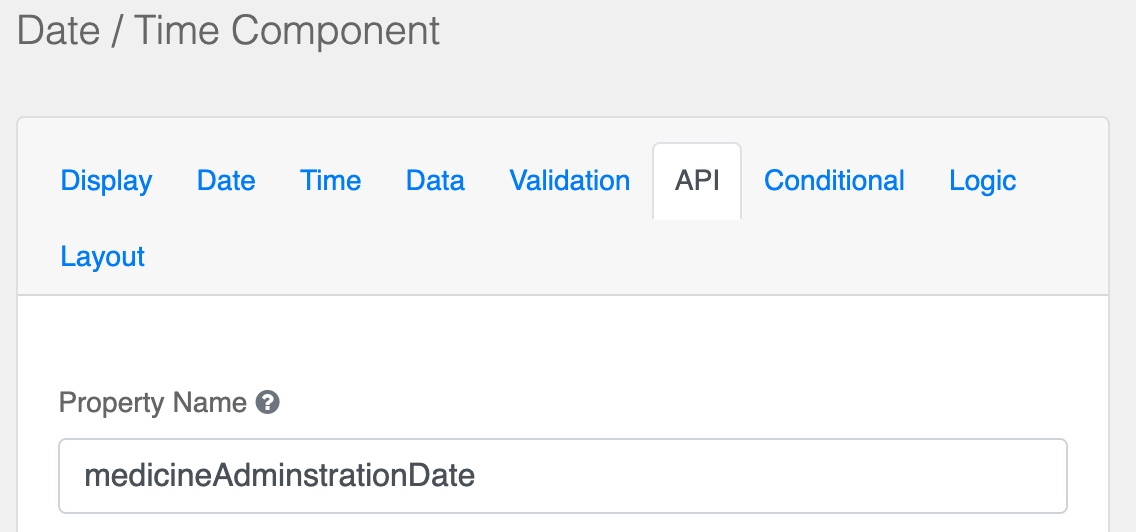 Date / Time Component
Display Date Time Data Validation API Conditional Logic
Layout
Property Name
medicineAdminstrationDate